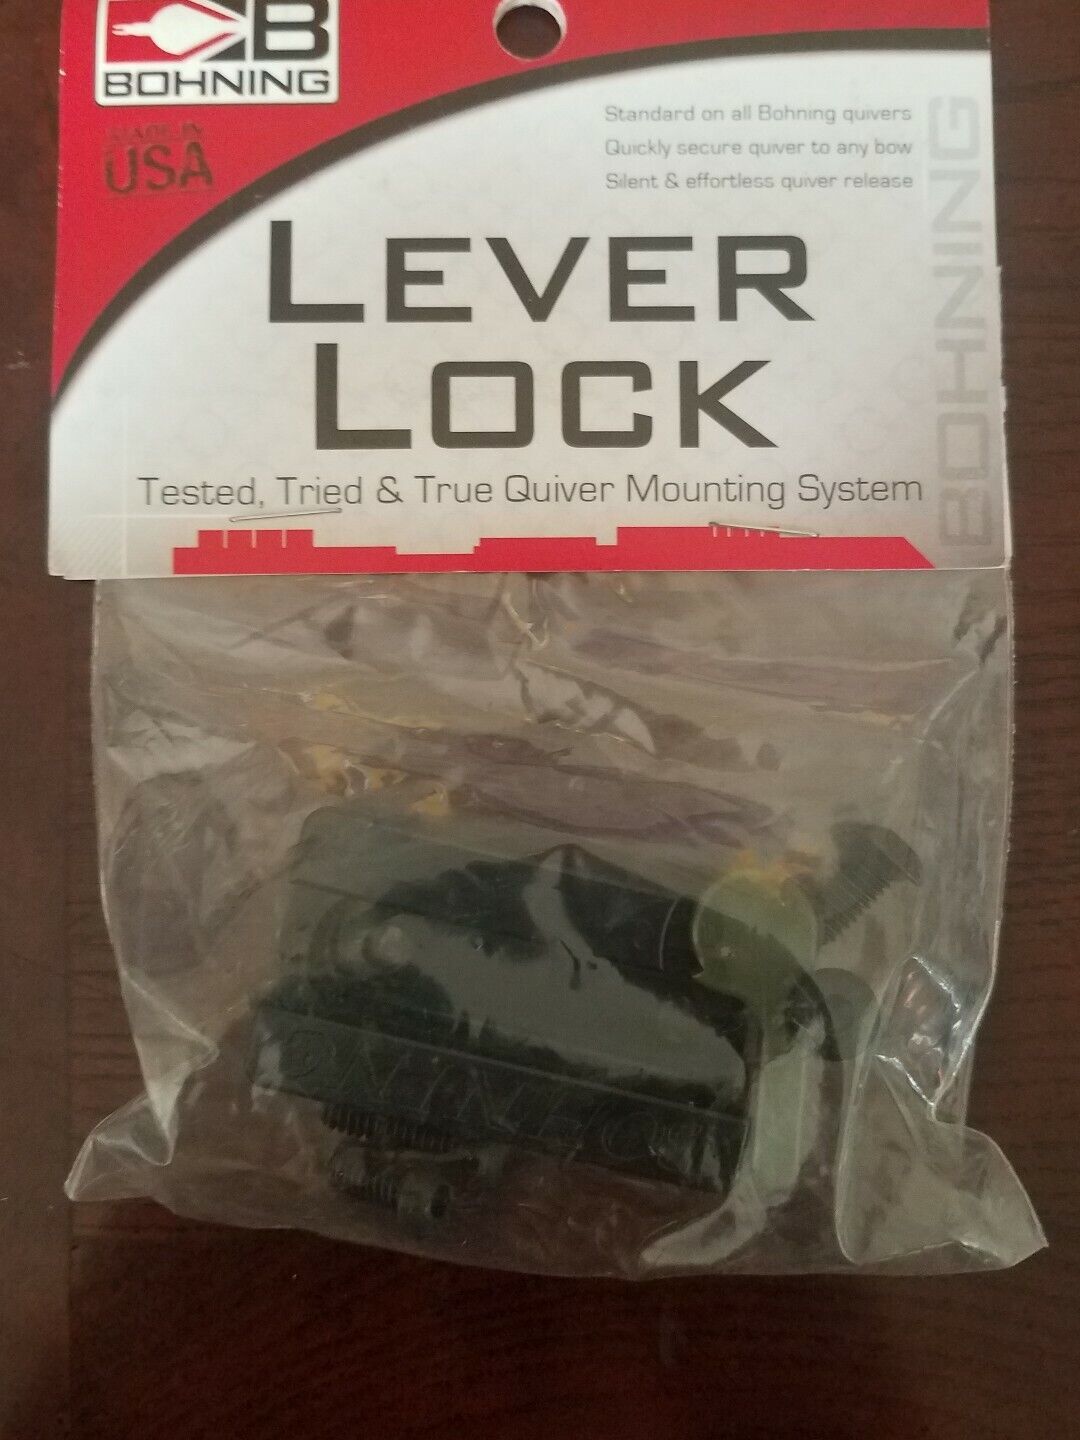 B
BOHNING
MADE IN
USA
Standard on all Bohning quivers
Quickly secure quiver to any bow
Silent & effortless quiver release
LEVER
LOCK
Tested, Tried & True Quiver Mounting System
BOHNING
BOHNING